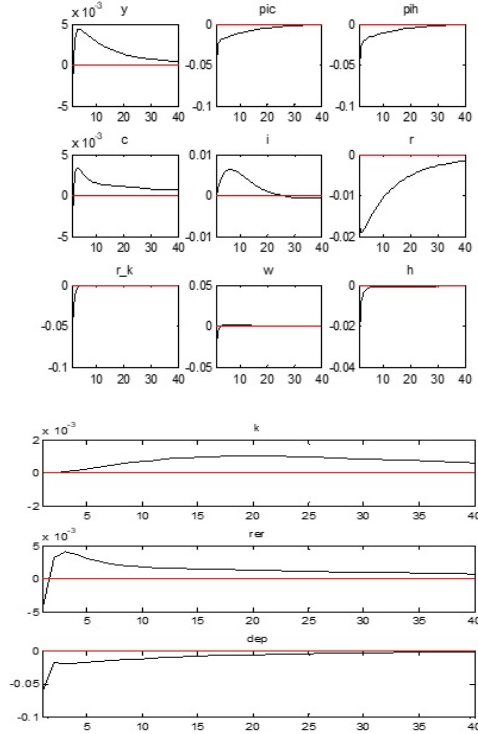 y pic pih
x 10⁻³
5 0 0
0 -0.05 -0.05
-5 -0.1 -0.1
10 20 30 40 10 20 30 40 10 20 30 40
c i r
x 10⁻³
5 0.01 0
0 0 -0.01
-5 -0.01 -0.02
10 20 30 40 10 20 30 40 10 20 30 40
r_k w h
0 0.05 0
-0.05 0 -0.02
-0.1 -0.05 -0.04
10 20 30 40 10 20 30 40 10 20 30 40
k
x 10⁻³
2
0
-2
5 10 15 20 25 30 35 40
rer
x 10⁻³
5
0
-5
5 10 15 20 25 30 35 40
dep
0
-0.05
-0.1
5 10 15 20 25 30 35 40